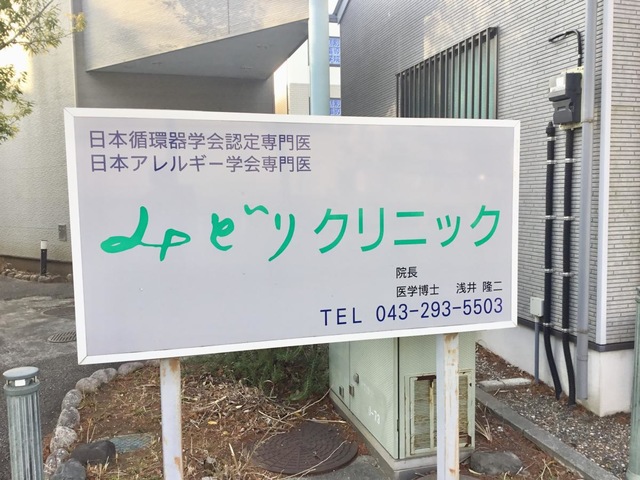 日本循環器学会認定専門医
日本アレルギー学会専門医
みどりクリニック
院長
医学博士 浅井 隆二
TEL 043-293-5503